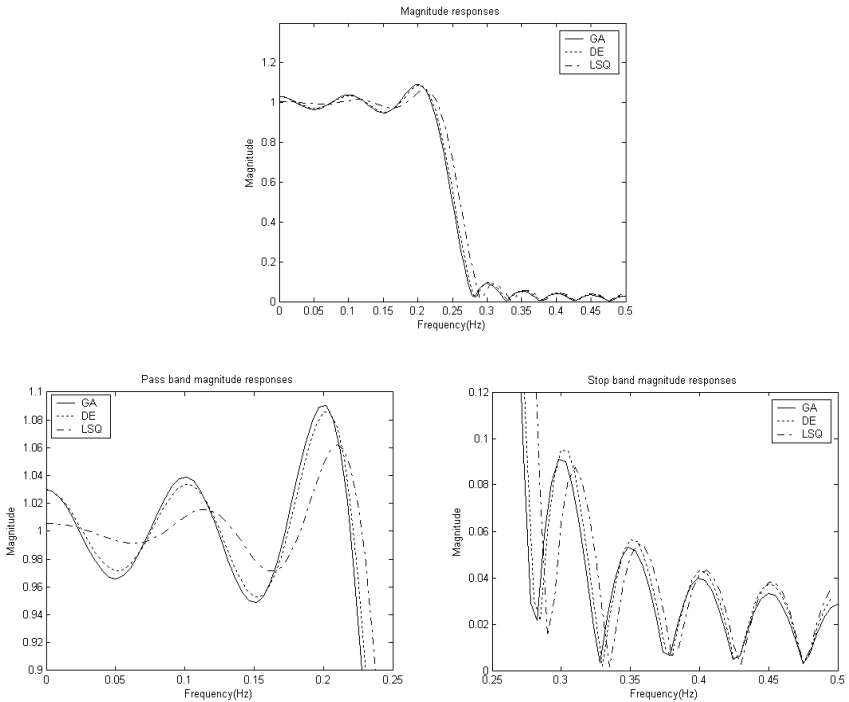 Magnitude responses
GA
DE
LSQ
1.2
1
0.8
0.6
0.4
0.2
0
Magnitude
0 0.05 0.1 0.15 0.2 0.25 0.3 0.35 0.4 0.45 0.5
Frequency(Hz)
Pass band magnitude responses
GA
DE
LSQ
1.1
1.08
1.06
1.04
1.02
1
0.98
0.96
0.94
0.92
0.9
Magnitude
0 0.05 0.1 0.15 0.2 0.25
Frequency(Hz)
Stop band magnitude responses
GA
DE
LSQ
0.12
0.1
0.08
0.06
0.04
0.02
0
Magnitude
0.25 0.3 0.35 0.4 0.45 0.5
Frequency(Hz)